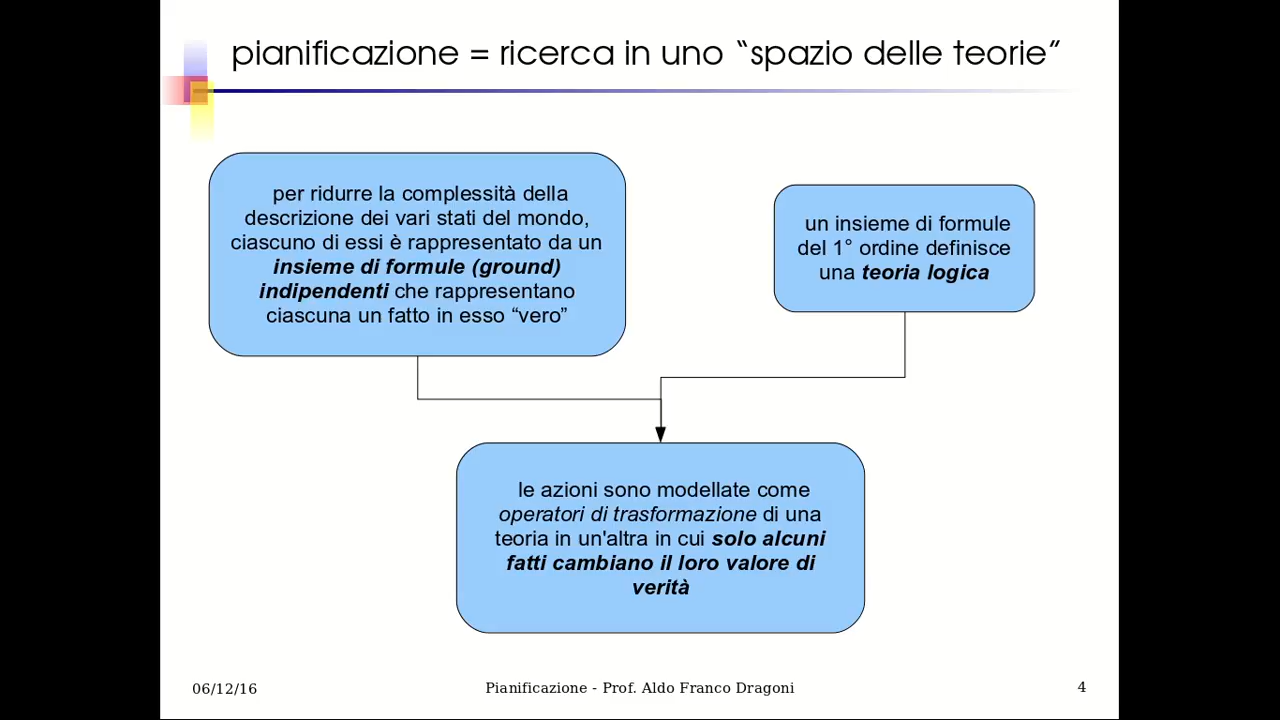 pianificazione = ricerca in uno “spazio delle teorie”
per ridurre la complessità della
descrizione dei vari stati del mondo,
ciascuno di essi è rappresentato da un
insieme di formule (ground)
indipendenti che rappresentano
ciascuna un fatto in esso “vero”
un insieme di formule
del 1° ordine definisce
una teoria logica
le azioni sono modellate come
operatori di trasformazione di una
teoria in un'altra in cui solo alcuni
fatti cambiano il loro valore di
verità
06/12/16
Pianificazione - Prof. Aldo Franco Dragoni
4